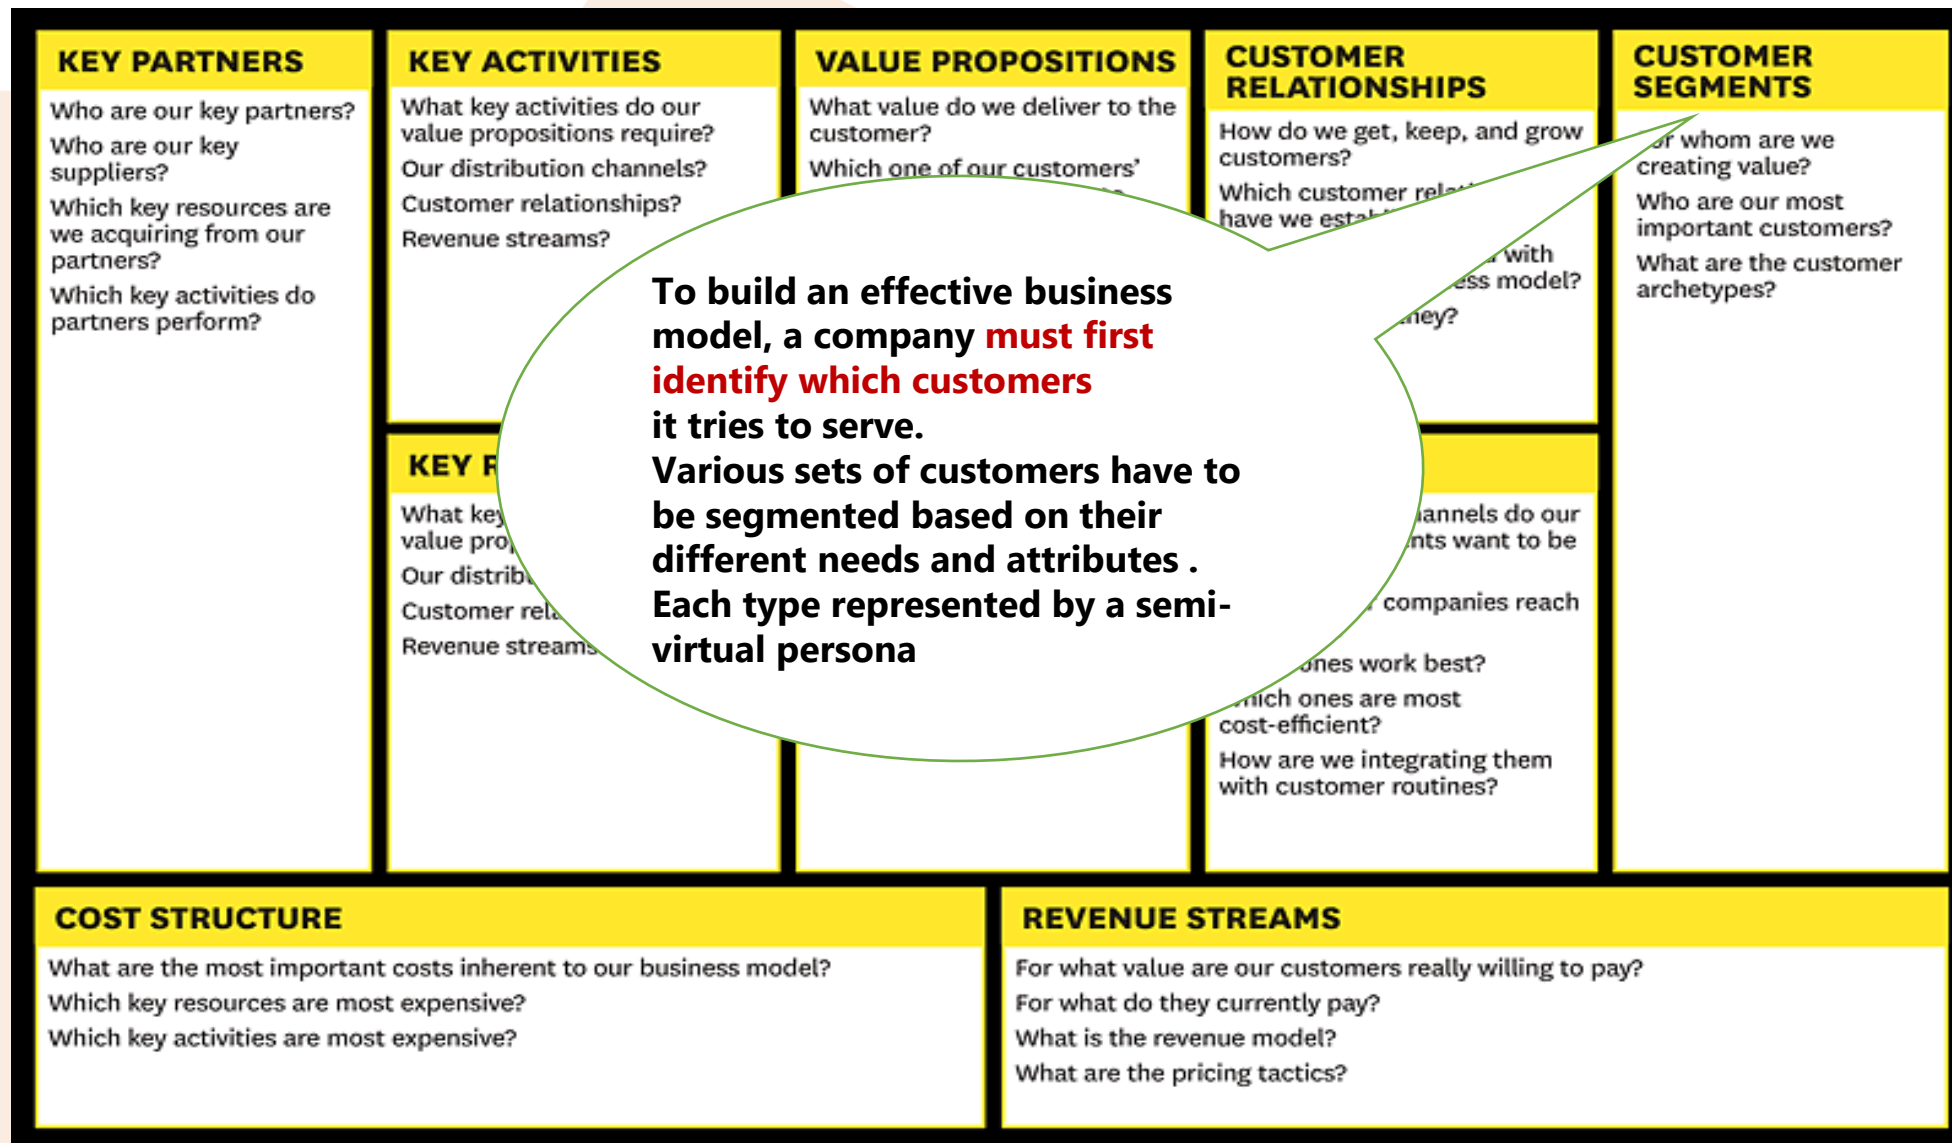 KEY PARTNERS
Who are our key partners?
Who are our key
suppliers?
Which key resources are
we acquiring from our
partners?
Which key activities do
partners perform?
KEY ACTIVITIES
What key activities do our
value propositions require?
Our distribution channels?
Customer relationships?
Revenue streams?
VALUE PROPOSITIONS
What value do we deliver to the
customer?
Which one of our customers’
CUSTOMER
RELATIONSHIPS
How do we get, keep, and grow
customers?
Which customer
have we
with
model?
CUSTOMER
SEGMENTS
whom are we
creating value?
Who are our most
important customers?
What are the customer
archetypes?
To build an effective business
model, a company must first
identify which customers
it tries to serve.
Various sets of customers have to
be segmented based on their
different needs and attributes .
Each type represented by a semi-
virtual persona
KEY
What key
value
Our
Customer
Revenue streams
do our
want to be
companies reach
work best?
ones are most
cost-efficient?
How are we integrating them
with customer routines?
COST STRUCTURE
What are the most important costs inherent to our business model?
Which key resources are most expensive?
Which key activities are most expensive?
REVENUE STREAMS
For what value are our customers really willing to pay?
For what do they currently pay?
What is the revenue model?
What are the pricing tactics?